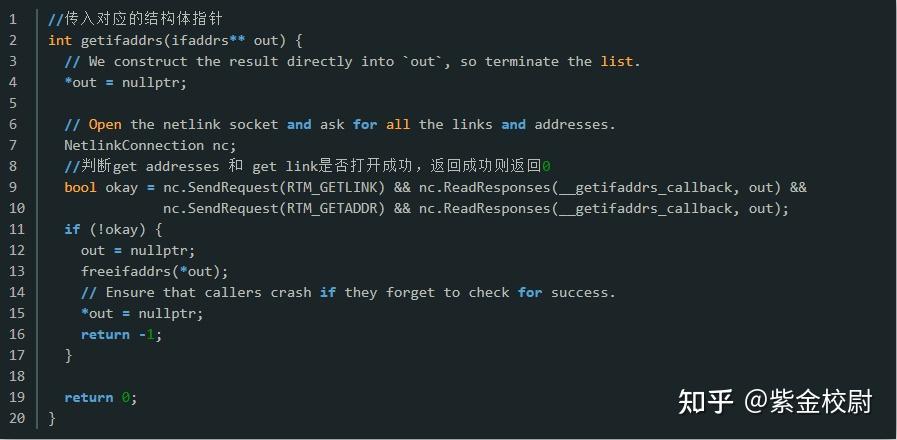 1 //传入对应的结构体指针
2 int getifaddrs(ifaddrs** out) {
3 // We construct the result directly into `out`, so terminate the list.
4 *out = nullptr;
5
6 // Open the netlink socket and ask for all the links and addresses.
7 NetlinkConnection nc;
8 //判断get addresses 和 get link是否打开成功，返回成功则返回0
9 bool okay = nc.SendRequest(RTM_GETLINK) && nc.ReadResponses(__getifaddrs_callback, out) &&
10 nc.SendRequest(RTM_GETADDR) && nc.ReadResponses(__getifaddrs_callback, out);
11 if (!okay) {
12 out = nullptr;
13 freeifaddrs(*out);
14 // Ensure that callers crash if they forget to check for success.
15 *out = nullptr;
16 return -1;
17 }
18
19 return 0;
20 }
知乎 @紫金校尉